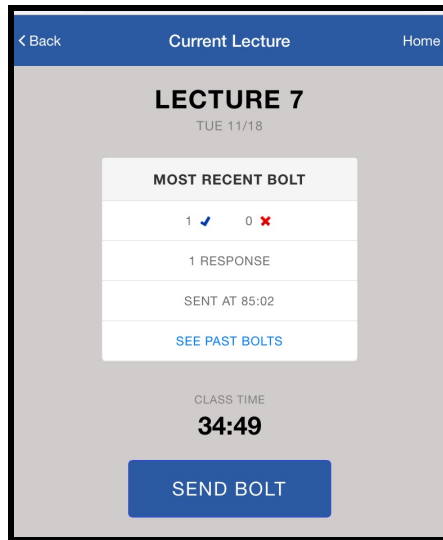 Back Current Lecture Home
LECTURE 7
TUE 11/18
MOST RECENT BOLT
1 0
1 RESPONSE
SENT AT 85:02
SEE PAST BOLTS
CLASS TIME
34:49
SEND BOLT